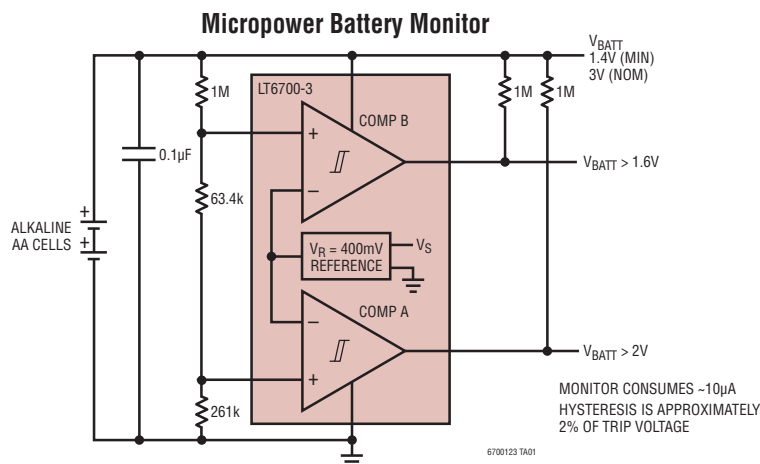 Micropower Battery Monitor
VBATT
1.4V (MIN)
3V (NOM)
1M
LT6700-3
COMP B
1M
1M
+
–
0.1µF
VBATT > 1.6V
63.4k
+
+
ALKALINE
AA CELLS
VR = 400mV
REFERENCE
VS
COMP A
–
+
VBATT > 2V
261k
MONITOR CONSUMES ~10µA
HYSTERESIS IS APPROXIMATELY
2% OF TRIP VOLTAGE
6700123 TA01